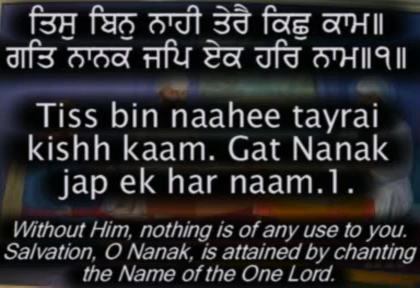 ਤਿਸੁ ਬਿਨੁ ਨਾਹੀ ਤੇਰੈ ਕਿਛੁ ਕਾਮ॥
ਗਤਿ ਨਾਨਕ ਜਪਿ ਏਕ ਹਰਿ ਨਾਮ॥੧॥
Tiss bin naahee tayrai
kishh kaam. Gat Nanak
jap ek har naam.1.
Without Him, nothing is of any use to you.
Salvation, O Nanak, is attained by chanting
the Name of the One Lord.